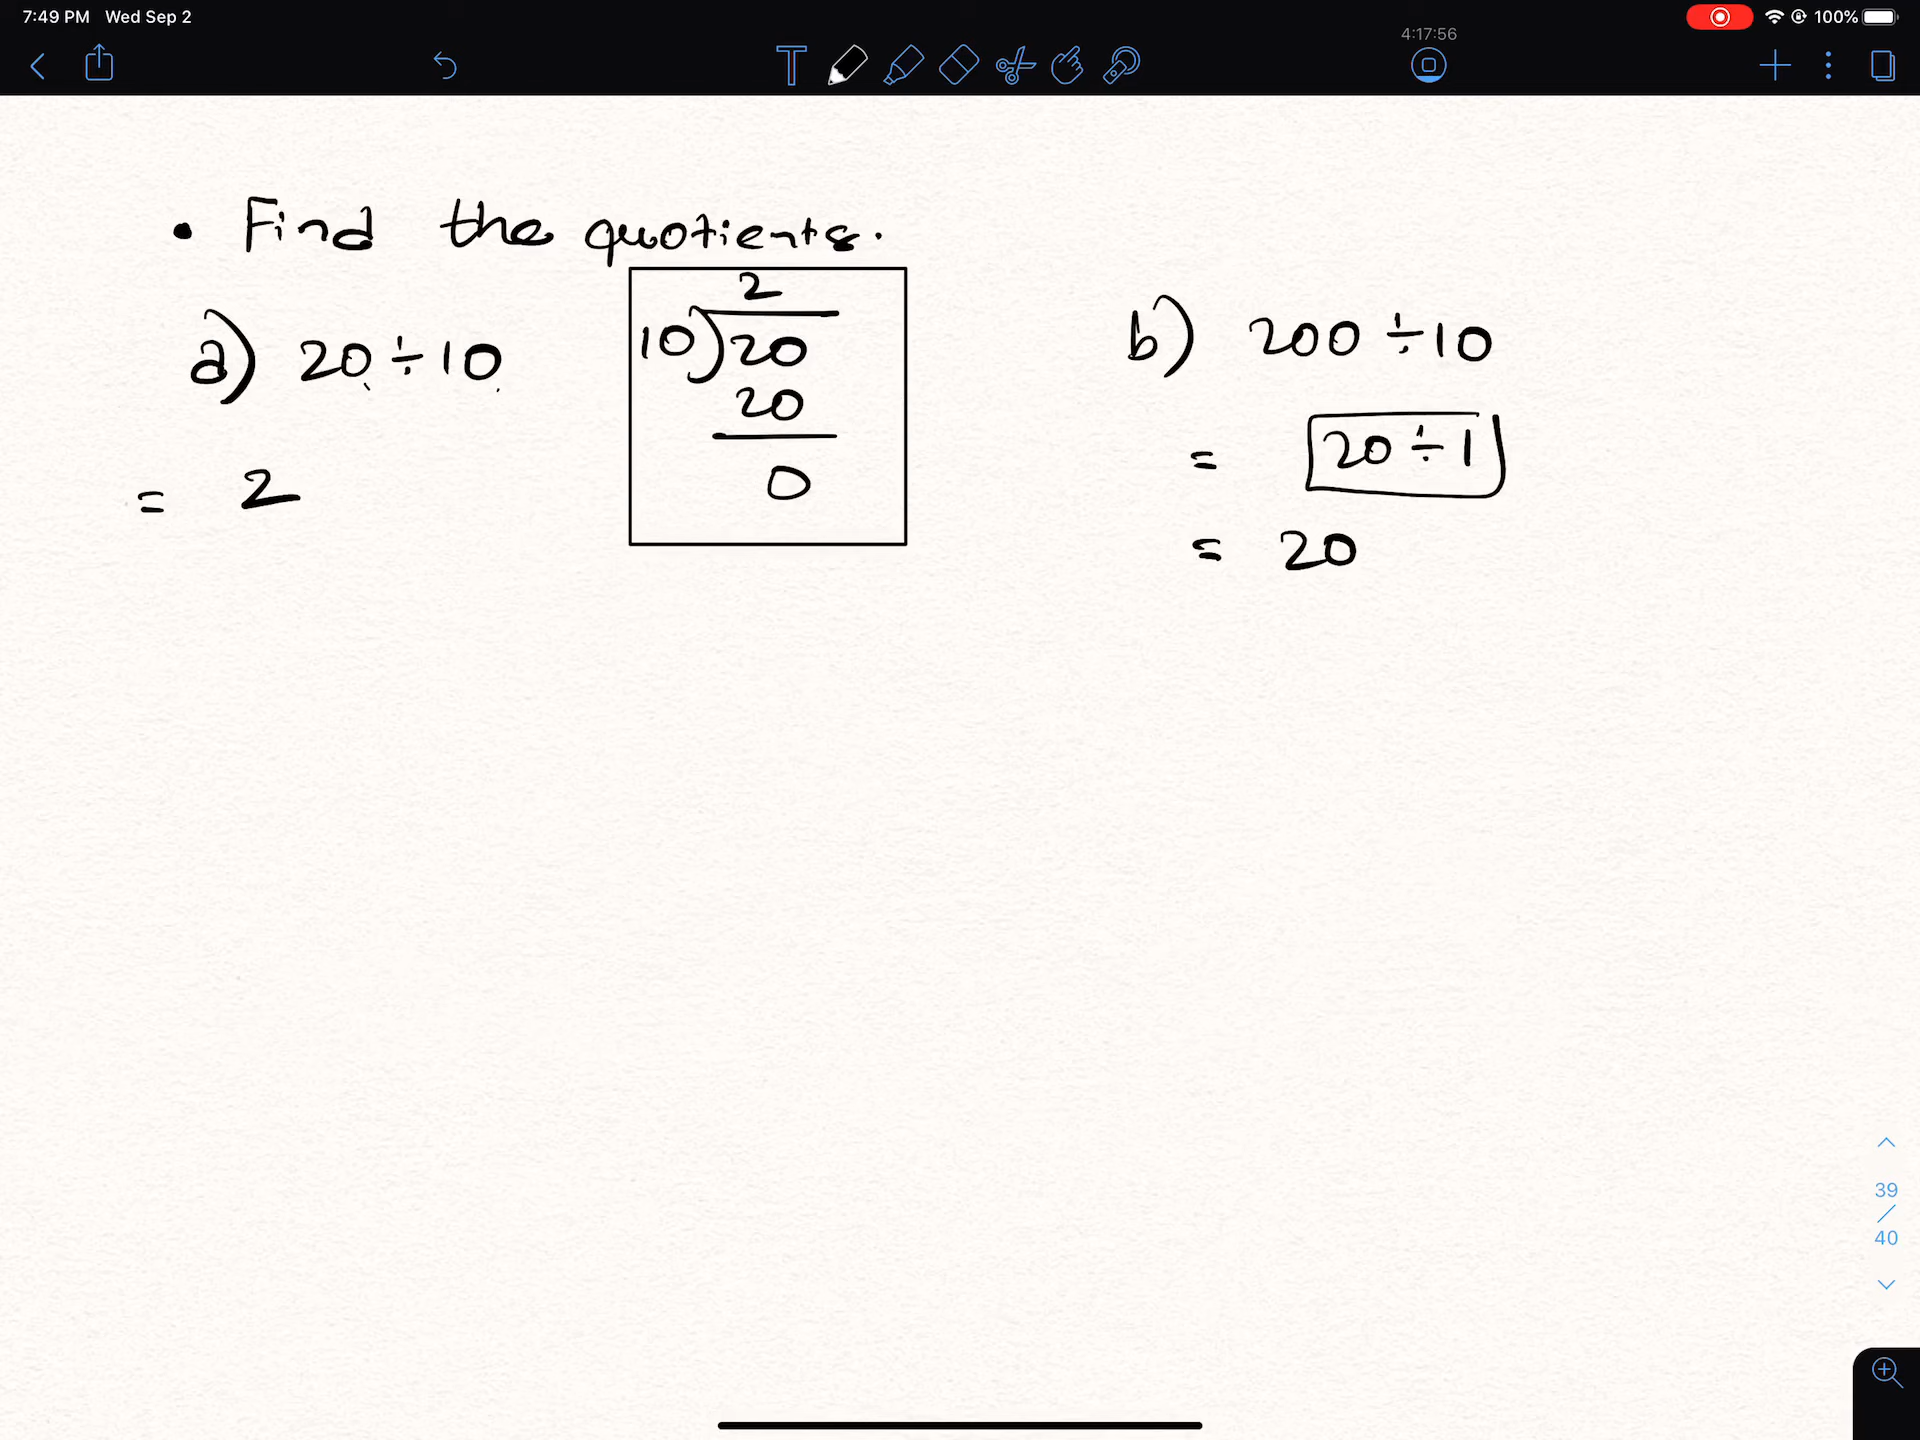 7:49 PM Wed Sep 2
100%
4:17:56
• Find the quotients.
a) 20 ÷ 10
= 2
2
10)20
20
0
b) 200 ÷ 10
= 20 ÷ 1
= 20
39
/
40